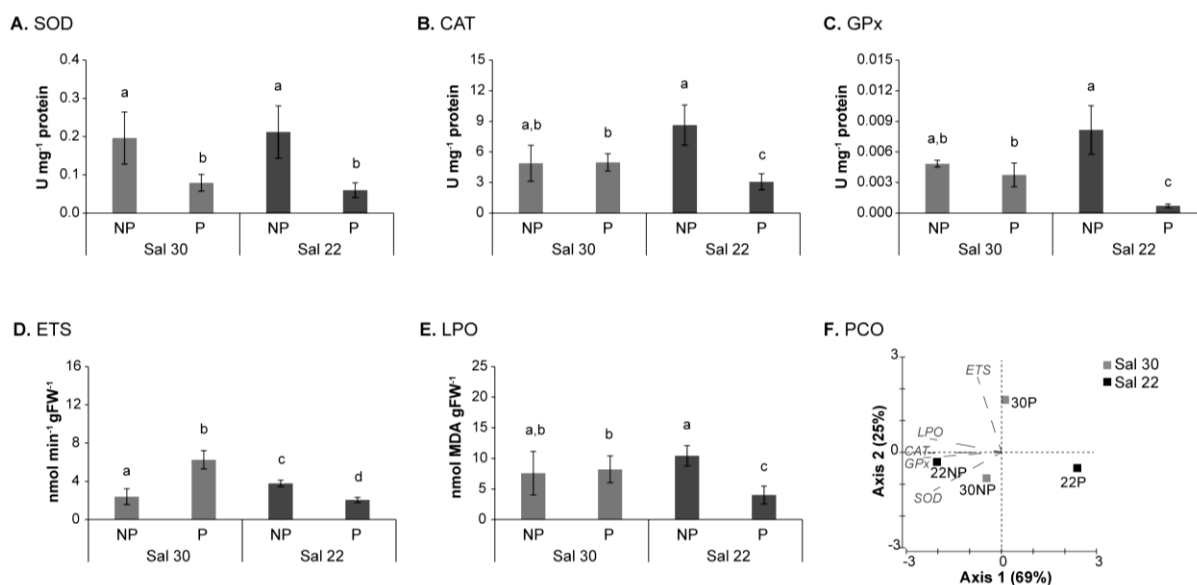 A. SOD
U mg⁻¹ protein
0.4
0.3
0.2
0.1
0.0
a
b
a
b
NP P NP P
Sal 30 Sal 22
B. CAT
U mg⁻¹ protein
15
12
9
6
3
0
a,b
b
a
c
NP P NP P
Sal 30 Sal 22
C. GPx
U mg⁻¹ protein
0.015
0.012
0.009
0.006
0.003
0.000
a,b
b
a
c
NP P NP P
Sal 30 Sal 22
D. ETS
nmol min⁻¹ gFW⁻¹
16
12
8
4
0
a
b
c
d
NP P NP P
Sal 30 Sal 22
E. LPO
nmol MDA gFW⁻¹
25
20
15
10
5
0
a,b
b
a
c
NP P NP P
Sal 30 Sal 22
F. PCO
Axis 2 (25%)
3
0
-3
Sal 30
Sal 22
ETS
30P
LPO
CAT
GPx
22NP
SOD
30NP
22P
-3 0 3
Axis 1 (69%)